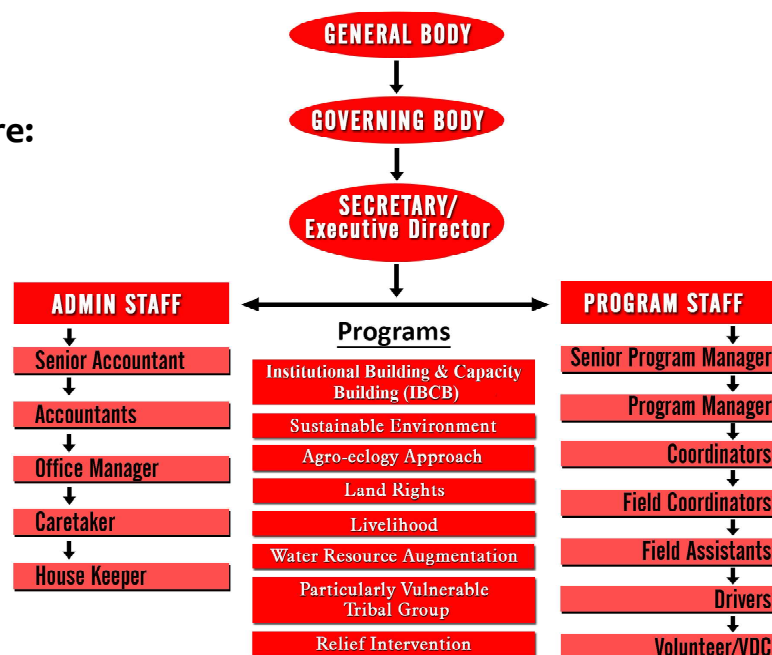 GENERAL BODY
re:
GOVERNING BODY
SECRETARY/
Executive Director
ADMIN STAFF
Senior Accountant
Accountants
Office Manager
Caretaker
House Keeper
Programs
Institutional Building & Capacity
Building (IBCB)
Sustainable Environment
Agro-eclogy Approach
Land Rights
Livelihood
Water Resource Augmentation
Particularly Vulnerable
Tribal Group
Relief Intervention
PROGRAM STAFF
Senior Program Manager
Program Manager
Coordinators
Field Coordinators
Field Assistants
Drivers
Volunteer/VDC